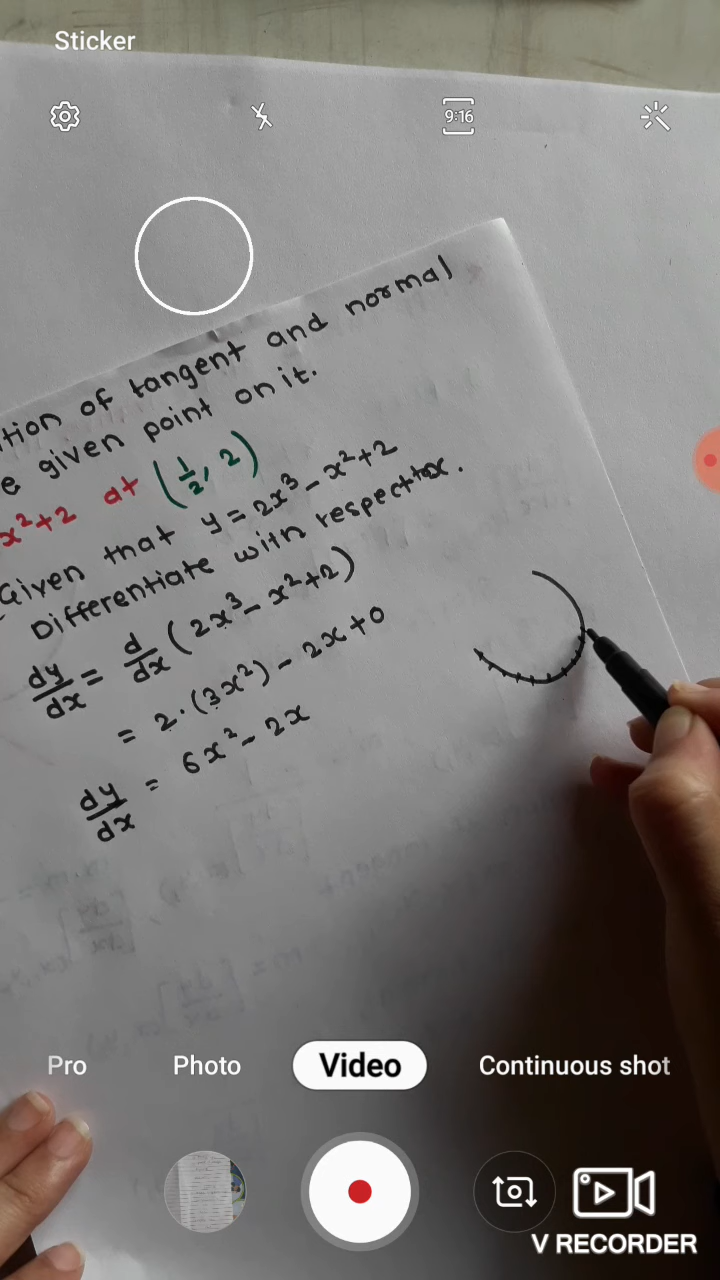 Sticker
9:16
tion of tangent and normal
e given point on it.
x²+2 at (1/2, 2)
Given that y = 2x³ - x² + 2
Differentiate with respect to x.
dy/dx = d/dx (2x³ - x² + 2)
= 2·(3x²) - 2x + 0
dy/dx = 6x² - 2x
Pro Photo Video Continuous shot
V RECORDER